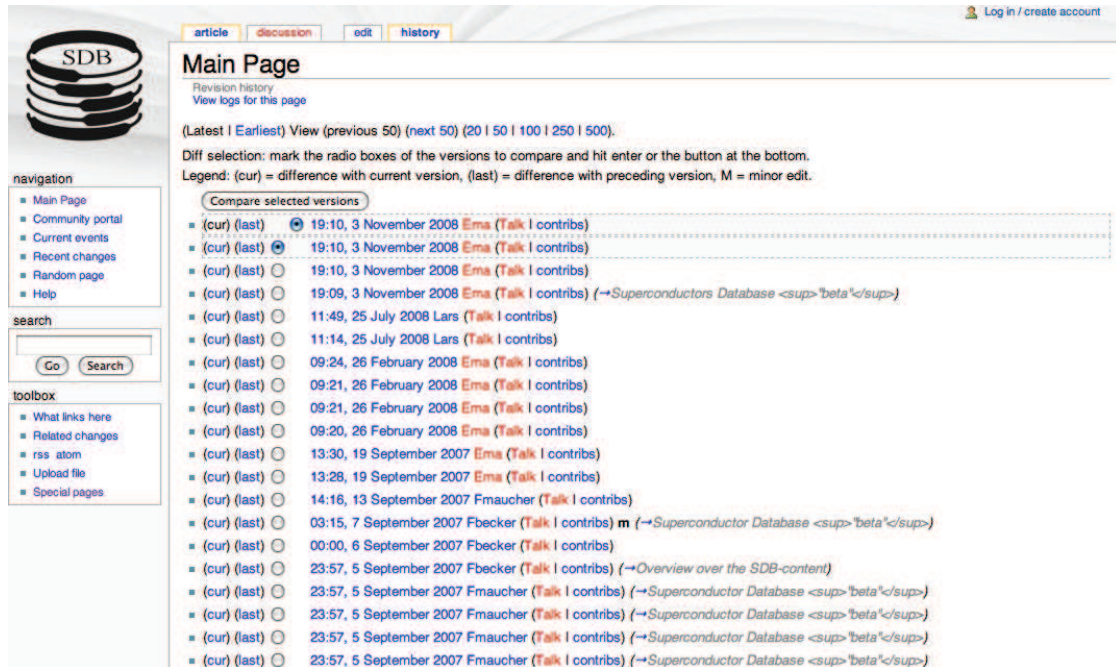 Log in / create account
article discussion edit history
SDB
Main Page
Revision history
View logs for this page
(Latest | Earliest) View (previous 50) (next 50) (20 | 50 | 100 | 250 | 500).
Diff selection: mark the radio boxes of the versions to compare and hit enter or the button at the bottom.
Legend: (cur) = difference with current version, (last) = difference with preceding version, M = minor edit.
Compare selected versions
(cur) (last) 19:10, 3 November 2008 Ema (Talk | contribs)
(cur) (last) 19:10, 3 November 2008 Ema (Talk | contribs)
(cur) (last) 19:10, 3 November 2008 Ema (Talk | contribs)
(cur) (last) 19:09, 3 November 2008 Ema (Talk | contribs) (→Superconductors Database <sup>"beta"</sup>)
(cur) (last) 11:49, 25 July 2008 Lars (Talk | contribs)
(cur) (last) 11:14, 25 July 2008 Lars (Talk | contribs)
(cur) (last) 09:24, 26 February 2008 Ema (Talk | contribs)
(cur) (last) 09:21, 26 February 2008 Ema (Talk | contribs)
(cur) (last) 09:21, 26 February 2008 Ema (Talk | contribs)
(cur) (last) 09:20, 26 February 2008 Ema (Talk | contribs)
(cur) (last) 13:30, 19 September 2007 Ema (Talk | contribs)
(cur) (last) 13:28, 19 September 2007 Ema (Talk | contribs)
(cur) (last) 14:16, 13 September 2007 Fmaucher (Talk | contribs)
(cur) (last) 03:15, 7 September 2007 Fbecker (Talk | contribs) m (→Superconductor Database <sup>"beta"</sup>)
(cur) (last) 00:00, 6 September 2007 Fbecker (Talk | contribs)
(cur) (last) 23:57, 5 September 2007 Fbecker (Talk | contribs) (→Overview over the SDB-content)
(cur) (last) 23:57, 5 September 2007 Fmaucher (Talk | contribs) (→Superconductor Database <sup>"beta"</sup>)
(cur) (last) 23:57, 5 September 2007 Fmaucher (Talk | contribs) (→Superconductor Database <sup>"beta"</sup>)
(cur) (last) 23:57, 5 September 2007 Fmaucher (Talk | contribs) (→Superconductor Database <sup>"beta"</sup>)
(cur) (last) 23:57, 5 September 2007 Fmaucher (Talk | contribs) (→Superconductor Database <sup>"beta"</sup>)
navigation
Main Page
Community portal
Current events
Recent changes
Random page
Help
search
Go Search
toolbox
What links here
Related changes
rss atom
Upload file
Special pages